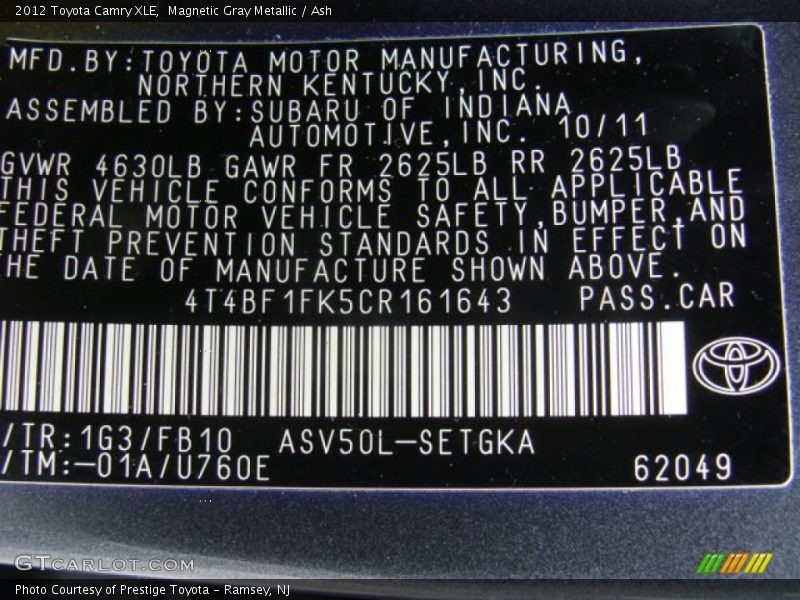 2012 Toyota Camry XLE,  Magnetic Gray Metallic / Ash
MFD.BY:TOYOTA MOTOR MANUFACTURING,
NORTHERN KENTUCKY,INC.
ASSEMBLED BY:SUBARU OF INDIANA
AUTOMOTIVE,INC. 10/11
GVWR 4630LB GAWR FR 2625LB RR 2625LB
THIS VEHICLE CONFORMS TO ALL APPLICABLE
FEDERAL MOTOR VEHICLE SAFETY,BUMPER,AND
THEFT PREVENTION STANDARDS IN EFFECT ON
HE DATE OF MANUFACTURE SHOWN ABOVE.
4T4BF1FK5CR161643 PASS.CAR
/TR:1G3/FB10 ASV50L-SETGKA
/TM:-01A/U760E
62049
GTCARLOT.COM
Photo Courtesy of Prestige Toyota - Ramsey, NJ